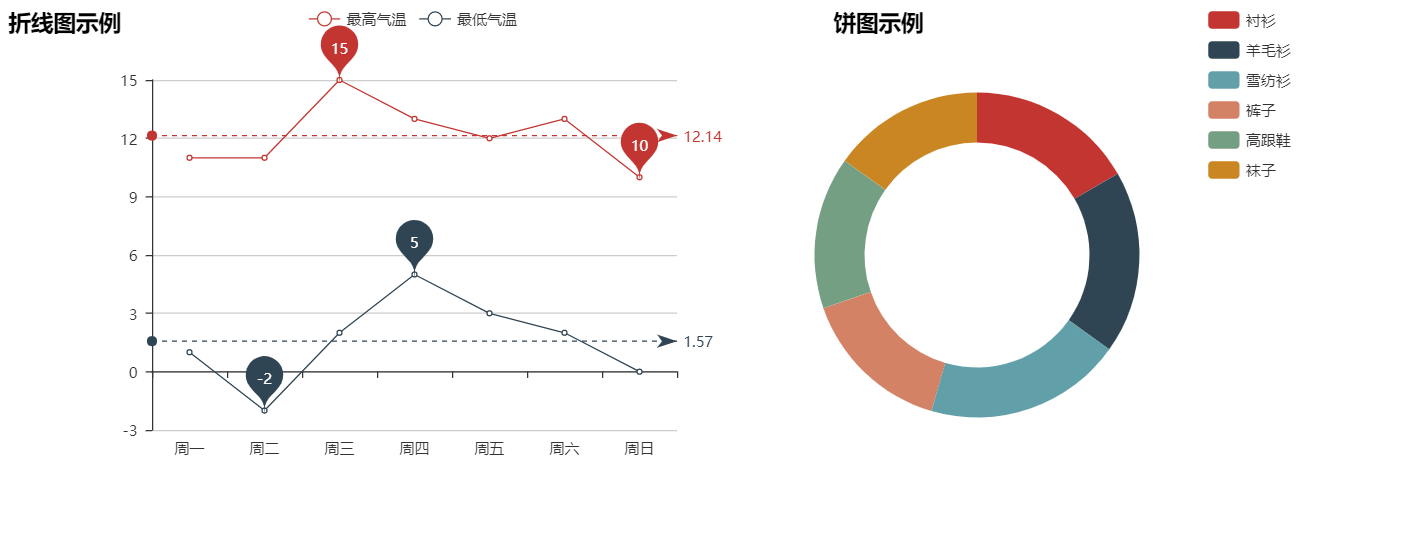 折线图示例
最高气温 最低气温
15
15
12
12.14
10
9
6
5
3
1.57
0
-2
-3
周一 周二 周三 周四 周五 周六 周日
饼图示例
衬衫
羊毛衫
雪纺衫
裤子
高跟鞋
袜子